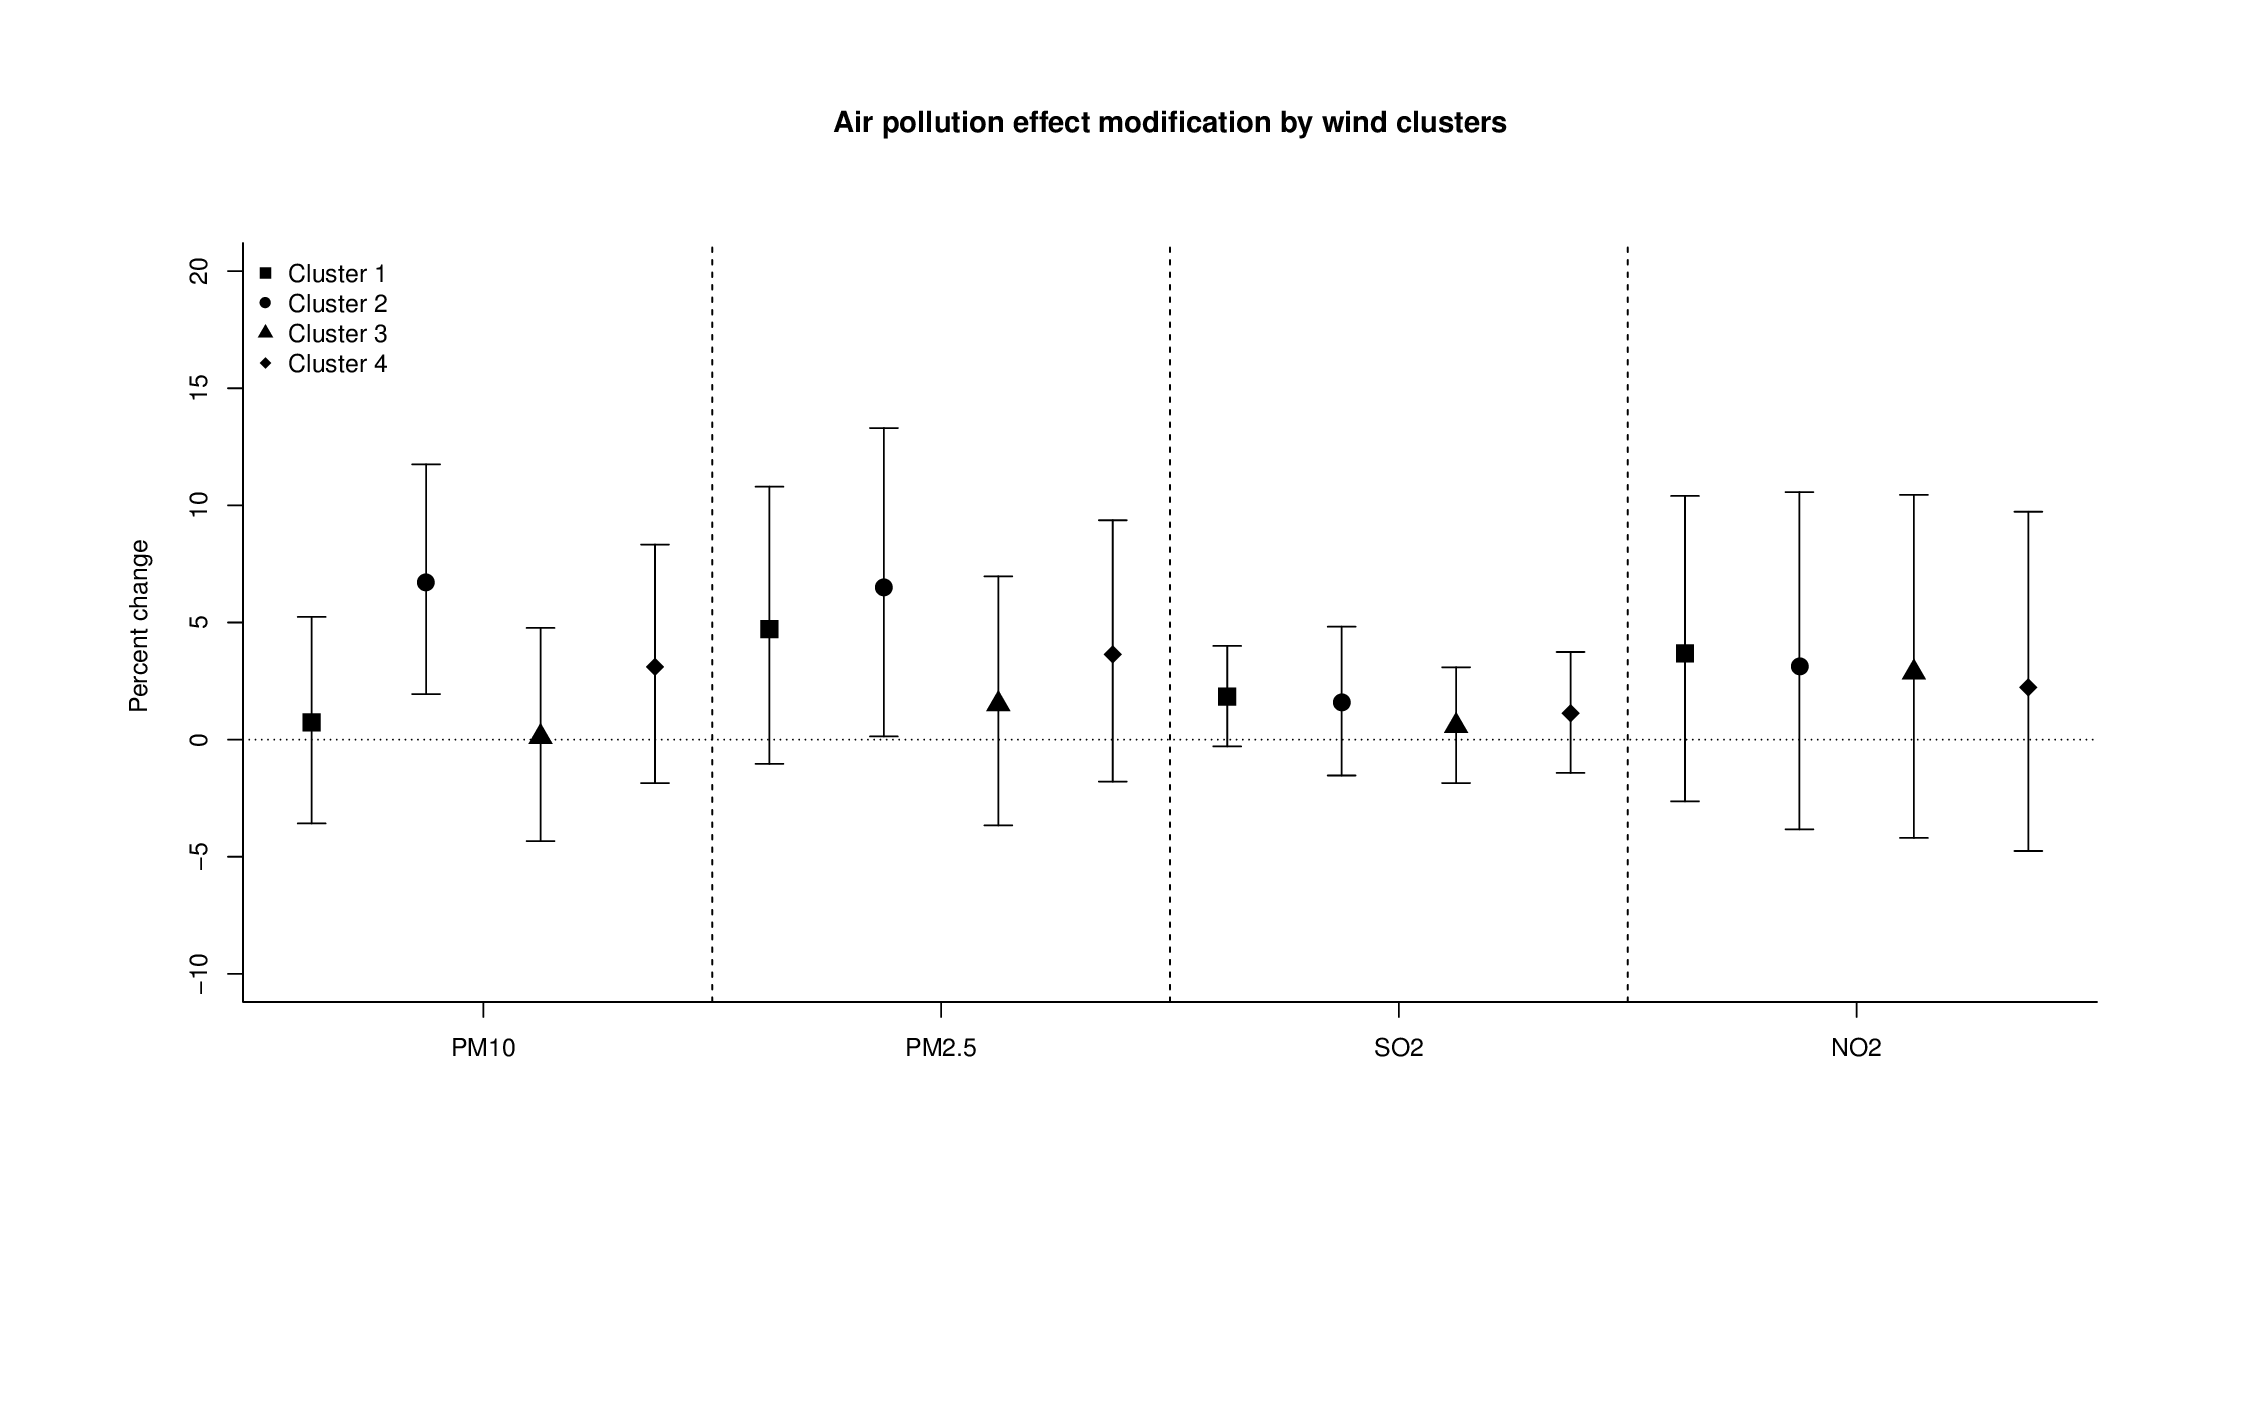 Air pollution effect modification by wind clusters
Cluster 1
Cluster 2
Cluster 3
Cluster 4
Percent change
20
15
10
5
0
−5
−10
PM10
PM2.5
SO2
NO2